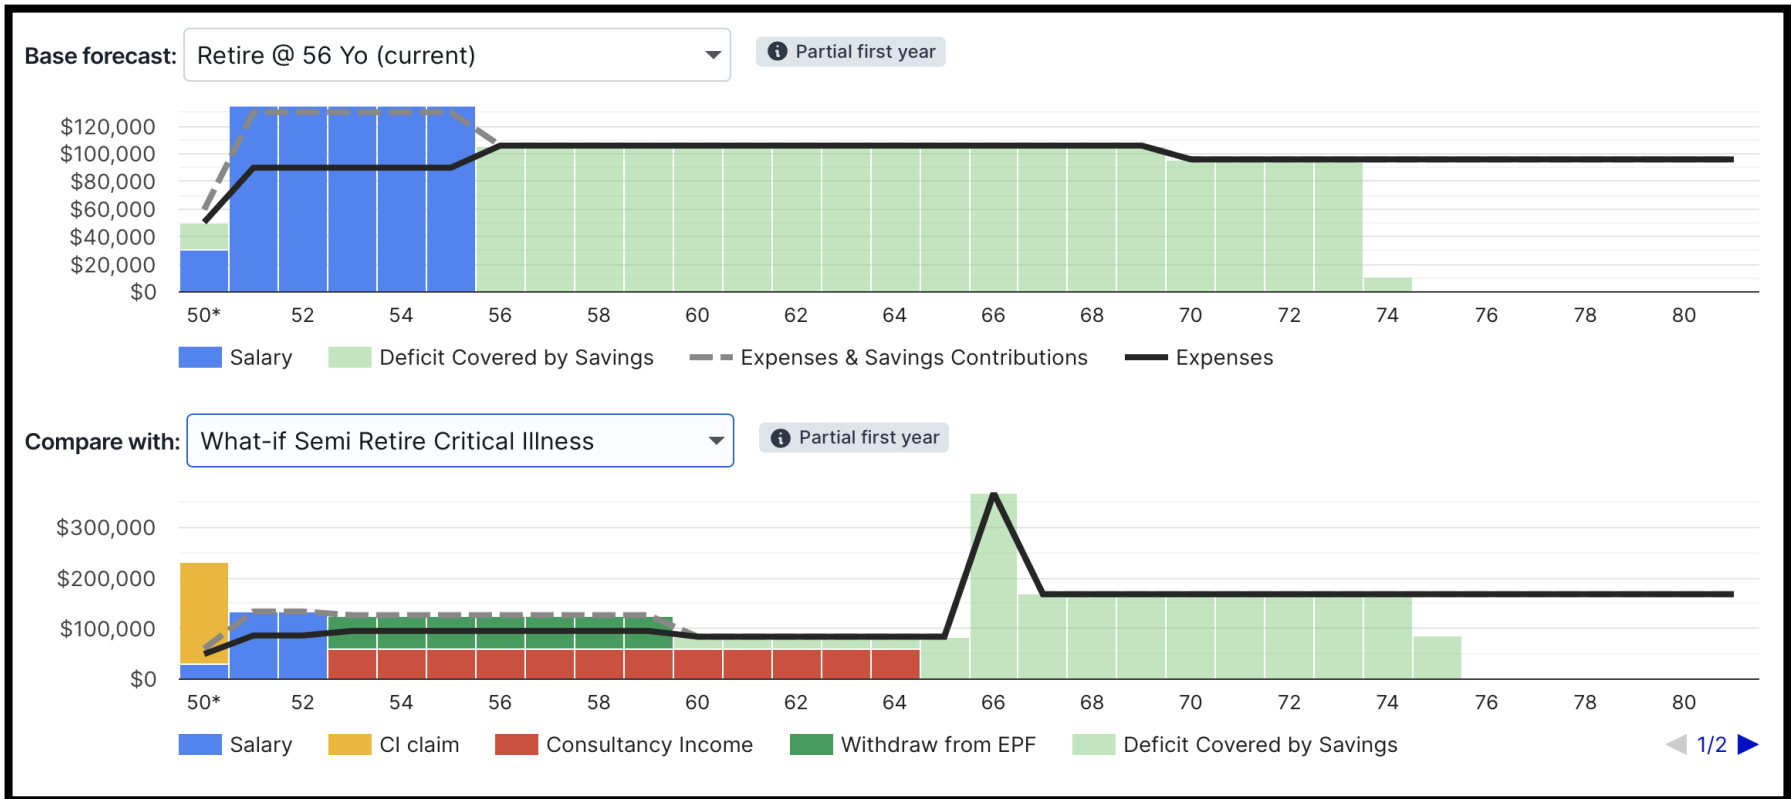 Base forecast: Retire @ 56 Yo (current) Partial first year
$120,000
$100,000
$80,000
$60,000
$40,000
$20,000
$0
50* 52 54 56 58 60 62 64 66 68 70 72 74 76 78 80
Salary Deficit Covered by Savings Expenses & Savings Contributions Expenses
Compare with: What-if Semi Retire Critical Illness Partial first year
$300,000
$200,000
$100,000
$0
50* 52 54 56 58 60 62 64 66 68 70 72 74 76 78 80
Salary CI claim Consultancy Income Withdraw from EPF Deficit Covered by Savings 1/2